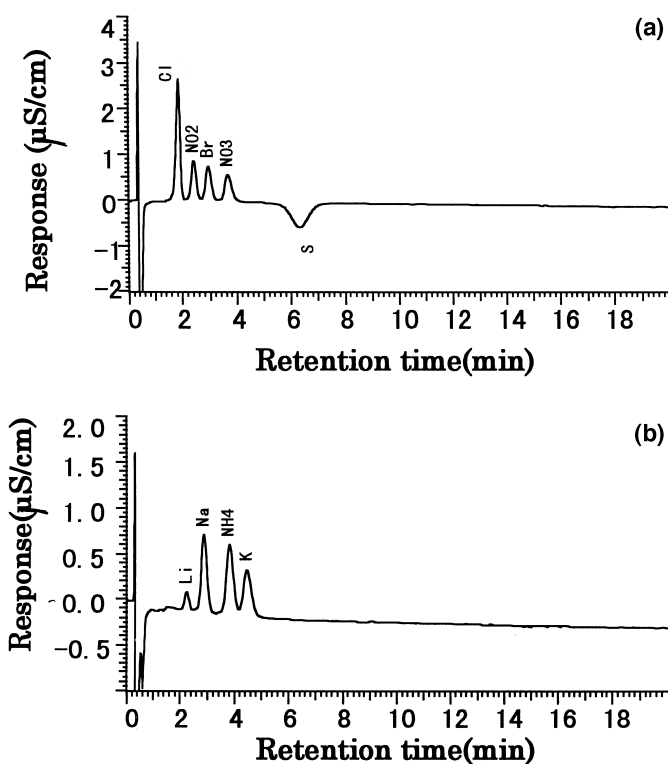 (a)
Response (µS/cm)
4
3
2
1
0
−1
−2
Cl
NO2
Br
NO3
S
0 2 4 6 8 10 12 14 16 18
Retention time(min)
(b)
Response(µS/cm)
2.0
1.5
1.0
0.5
0.0
-0.5
Li
Na
NH4
K
0 2 4 6 8 10 12 14 16 18
Retention time(min)